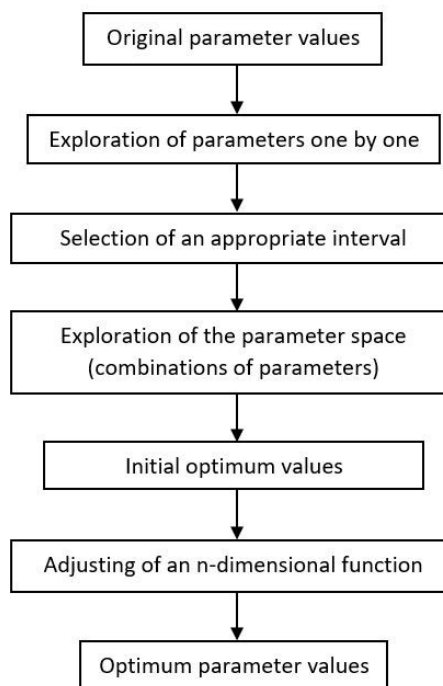 Original parameter values
Exploration of parameters one by one
Selection of an appropriate interval
Exploration of the parameter space
(combinations of parameters)
Initial optimum values
Adjusting of an n-dimensional function
Optimum parameter values